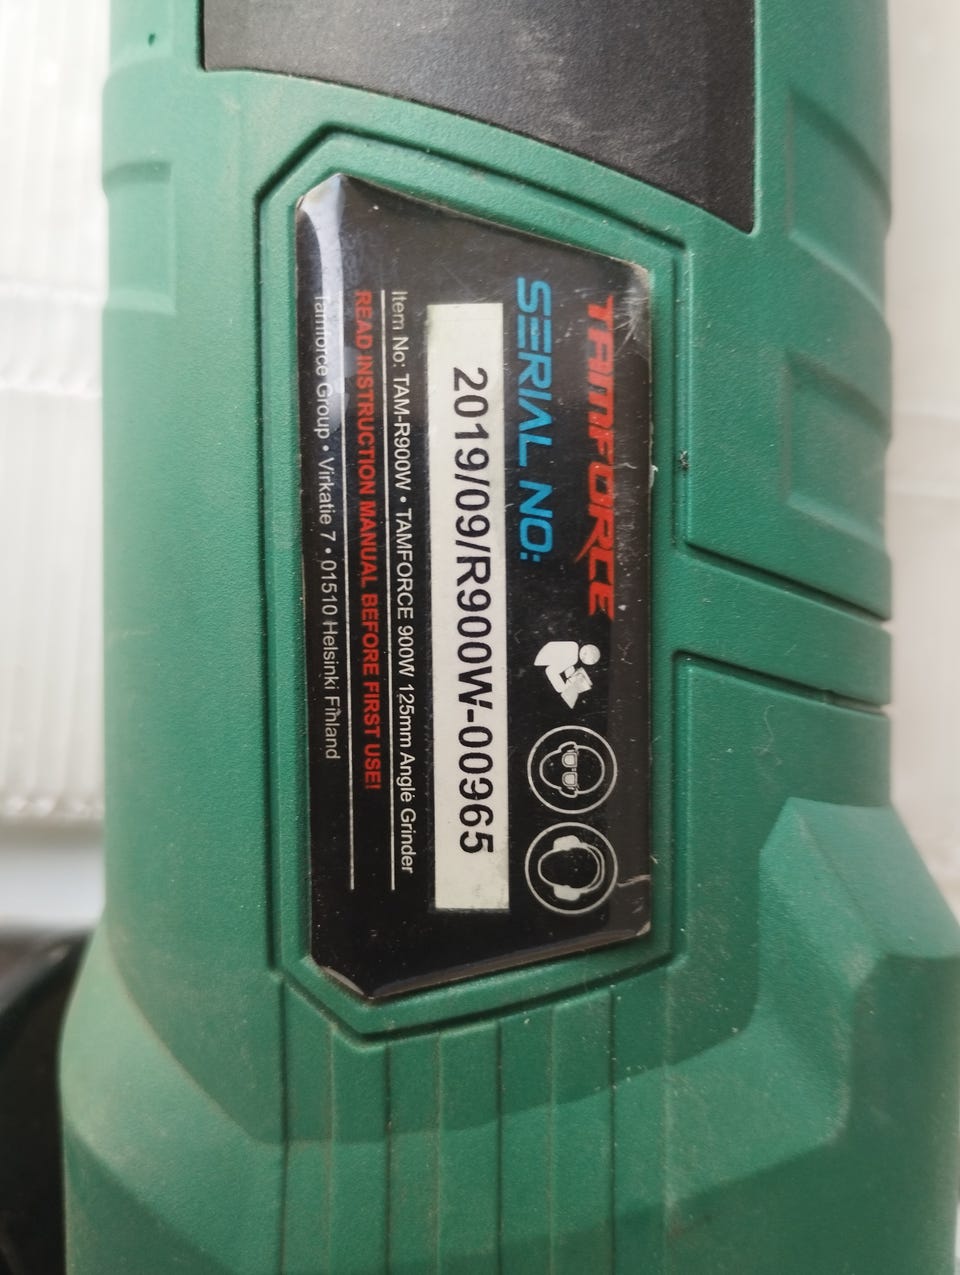 TAMFORCE
SERIAL NO:
2019/09/R900W-00965
Item No: TAM-R900W • TAMFORCE 900W 125mm Angle Grinder
READ INSTRUCTION MANUAL BEFORE FIRST USE!
Tamforce Group • Virkatie 7 • 01510 Helsinki Finland